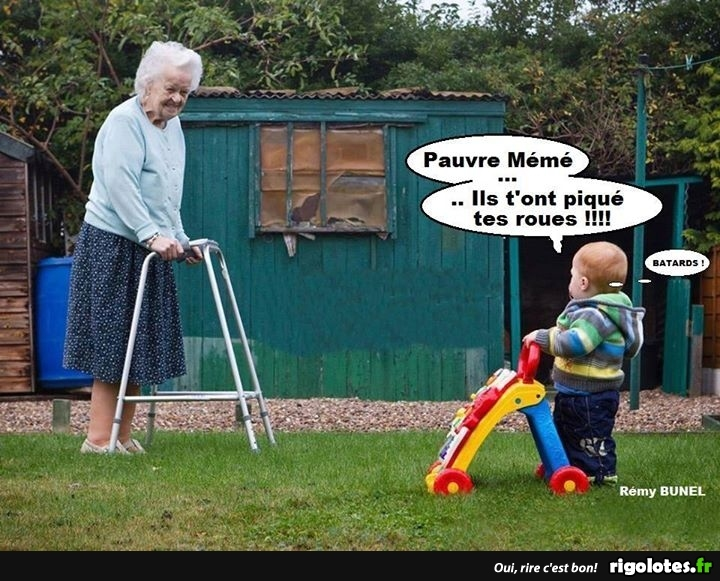 Pauvre Mémé
...
.. Ils t'ont piqué
tes roues !!!!
BATARDS !
Rémy BUNEL
Oui, rire c'est bon! rigolotes.fr